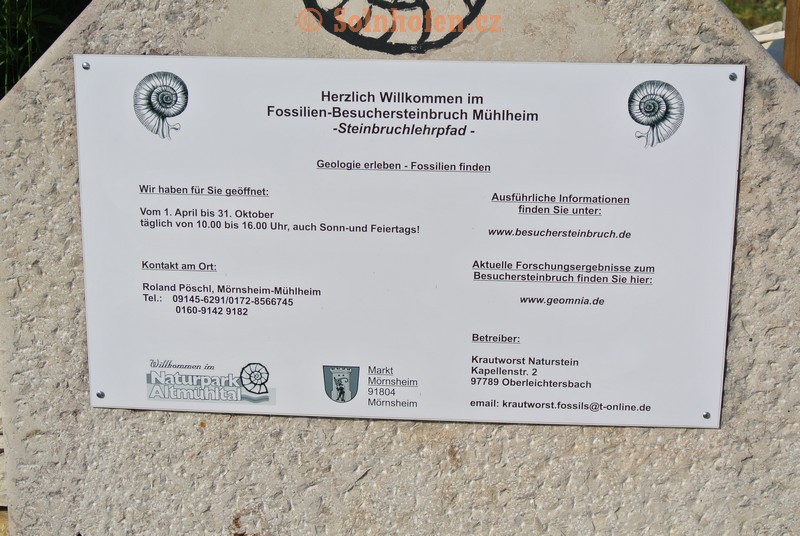 © Solnhofen.cz
Herzlich Willkommen im
Fossilien-Besuchersteinbruch Mühlheim
-Steinbruchlehrpfad -
Geologie erleben - Fossilien finden
Wir haben für Sie geöffnet:
Vom 1. April bis 31. Oktober
täglich von 10.00 bis 16.00 Uhr, auch Sonn-und Feiertags!
Kontakt am Ort:
Roland Pöschl, Mörnsheim-Mühlheim
Tel.: 09145-6291/0172-8566745
0160-9142 9182
Ausführliche Informationen
finden Sie unter:
www.besuchersteinbruch.de
Aktuelle Forschungsergebnisse zum
Besuchersteinbruch finden Sie hier:
www.geomnia.de
Betreiber:
Krautworst Naturstein
Kapellenstr. 2
97789 Oberleichtersbach
email: krautworst.fossils@t-online.de
Willkommen im
Naturpark
Altmühltal
Markt
Mörnsheim
91804
Mörnsheim